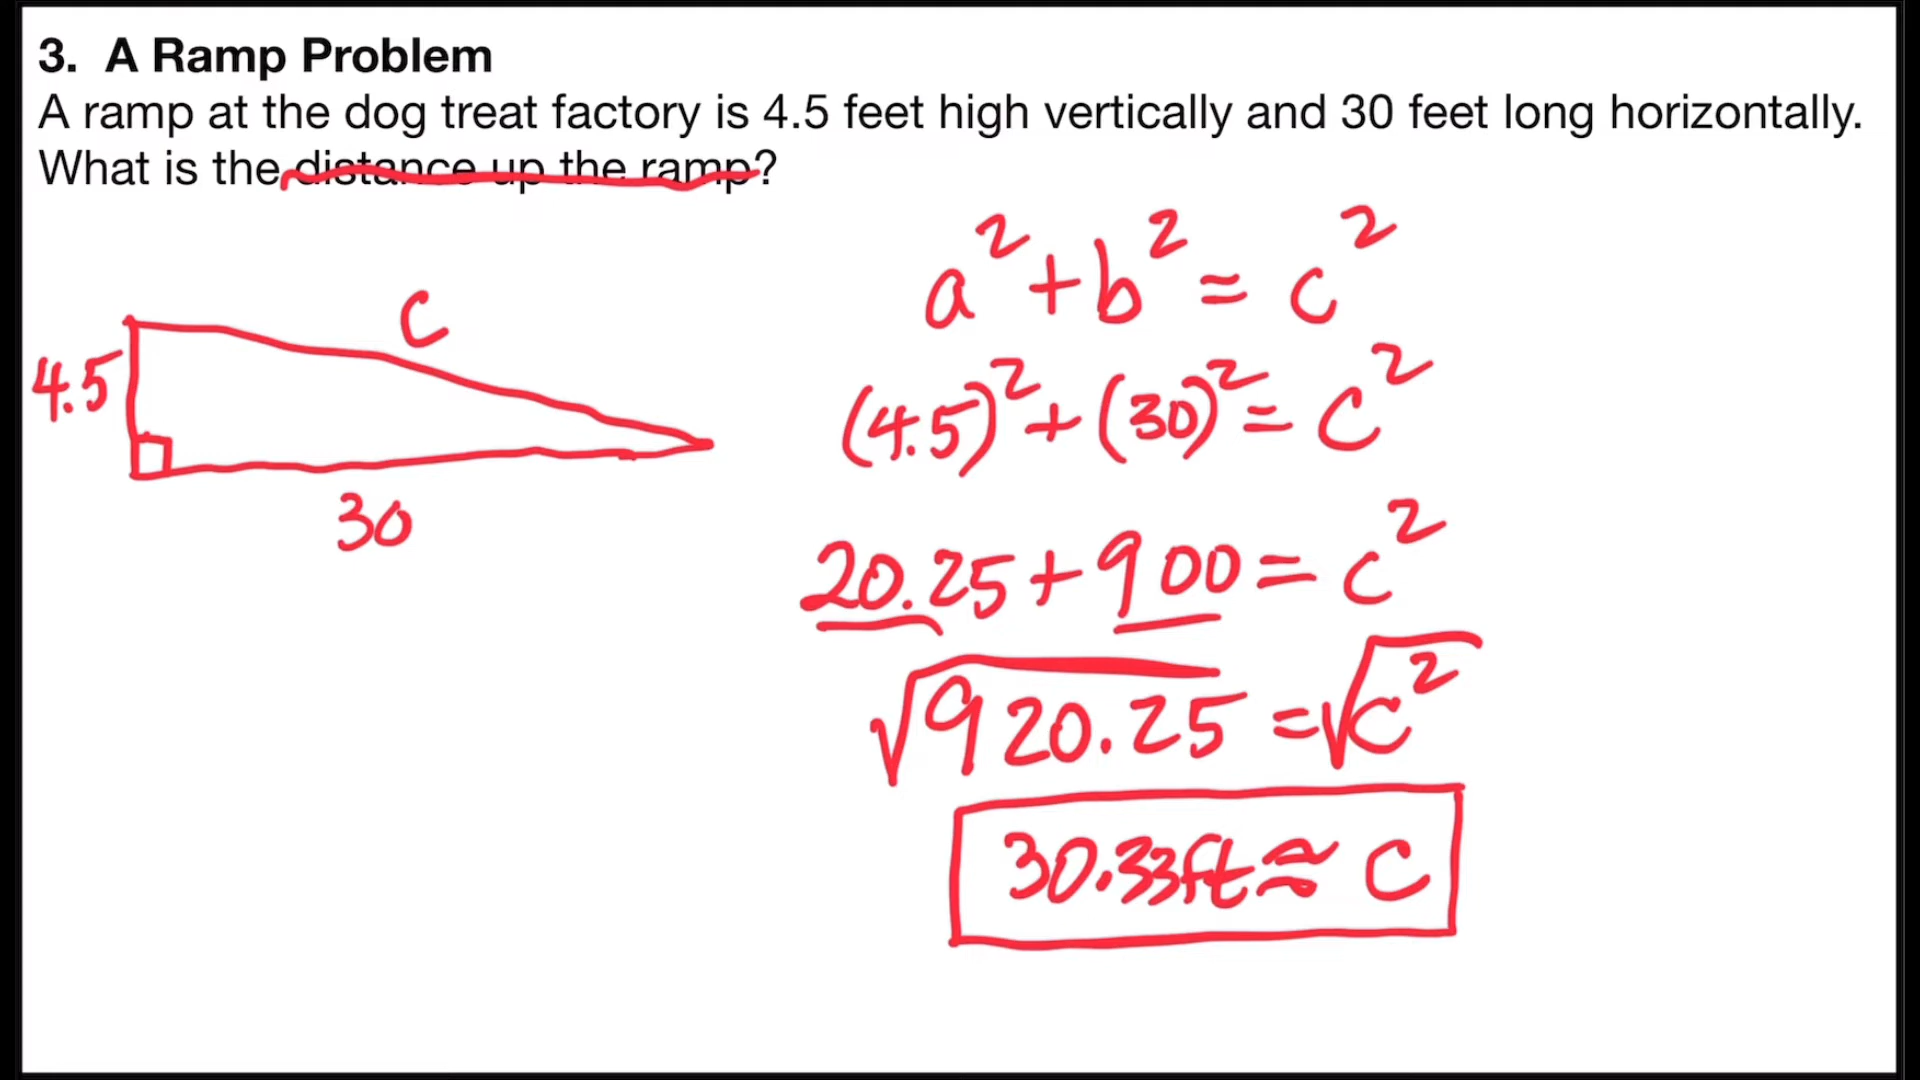 3. A Ramp Problem
A ramp at the dog treat factory is 4.5 feet high vertically and 30 feet long horizontally.
What is the distance up the ramp?
a² + b² = c²
c
4.5
(4.5)² + (30)² = c²
30
20.25 + 900 = c²
√920.25 = √c²
30.33ft ≈ c